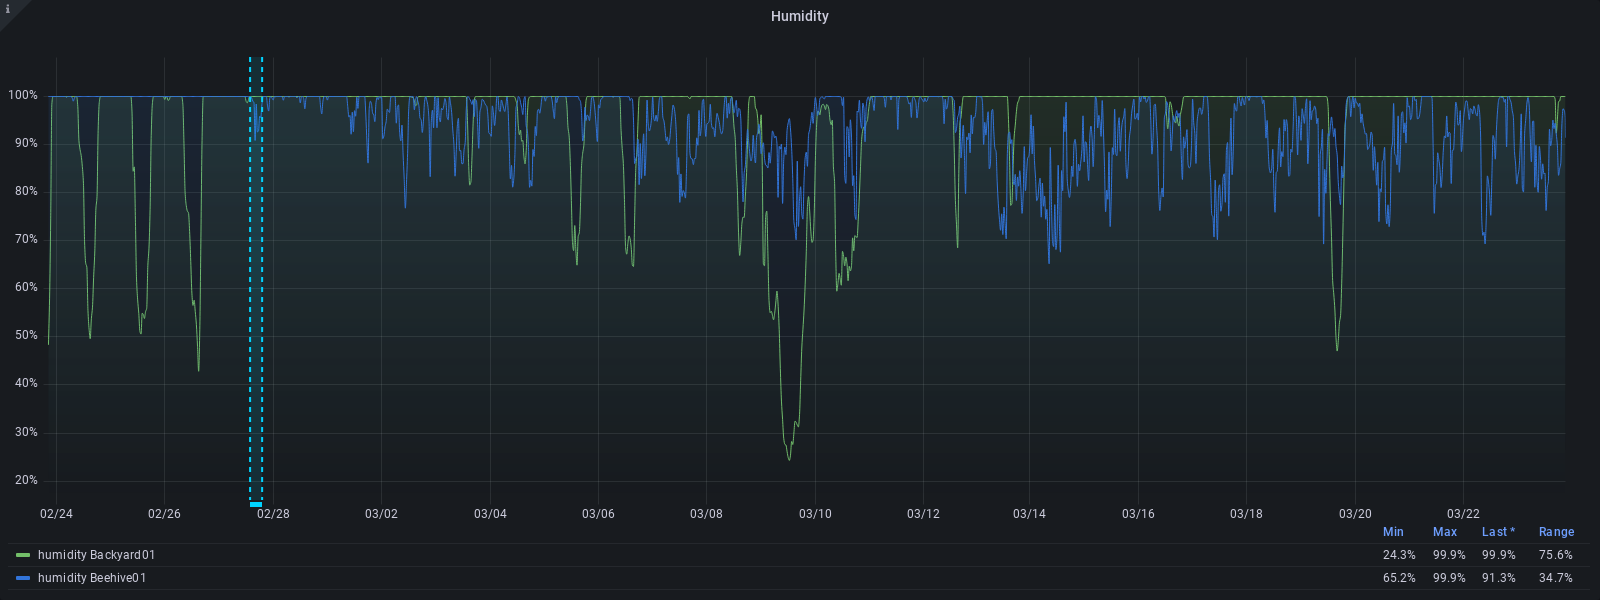 i
Humidity
100%
90%
80%
70%
60%
50%
40%
30%
20%
02/24 02/26 02/28 03/02 03/04 03/06 03/08 03/10 03/12 03/14 03/16 03/18 03/20 03/22
Min Max Last * Range
humidity Backyard01 24.3% 99.9% 99.9% 75.6%
humidity Beehive01 65.2% 99.9% 91.3% 34.7%